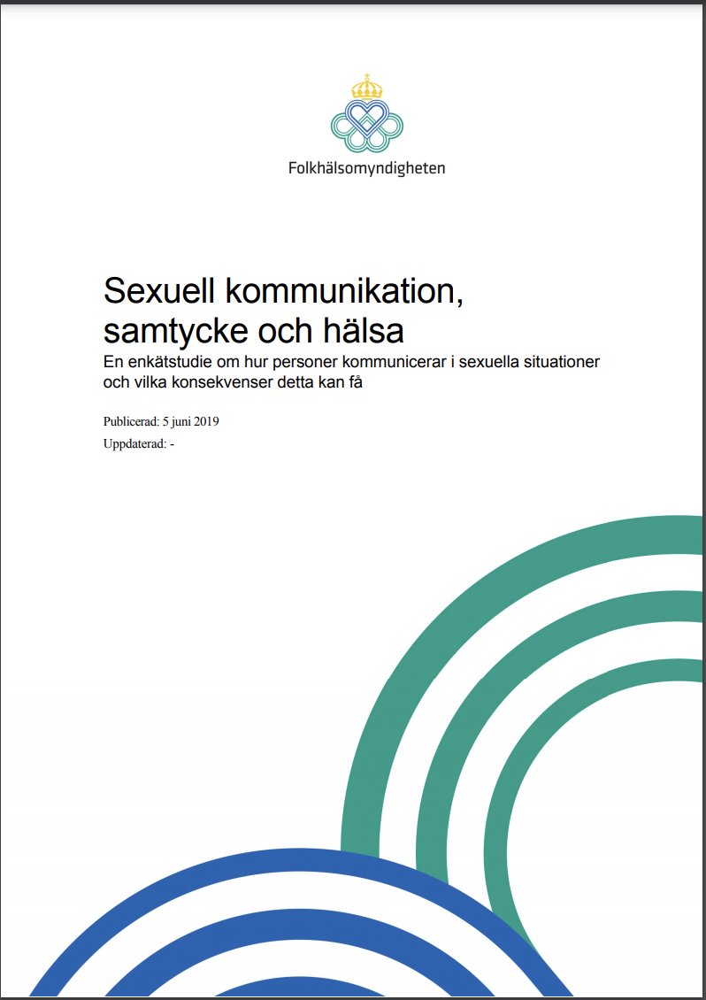 Folkhälsomyndigheten
Sexuell kommunikation,
samtycke och hälsa
En enkätstudie om hur personer kommunicerar i sexuella situationer
och vilka konsekvenser detta kan få
Publicerad: 5 juni 2019
Uppdaterad: -